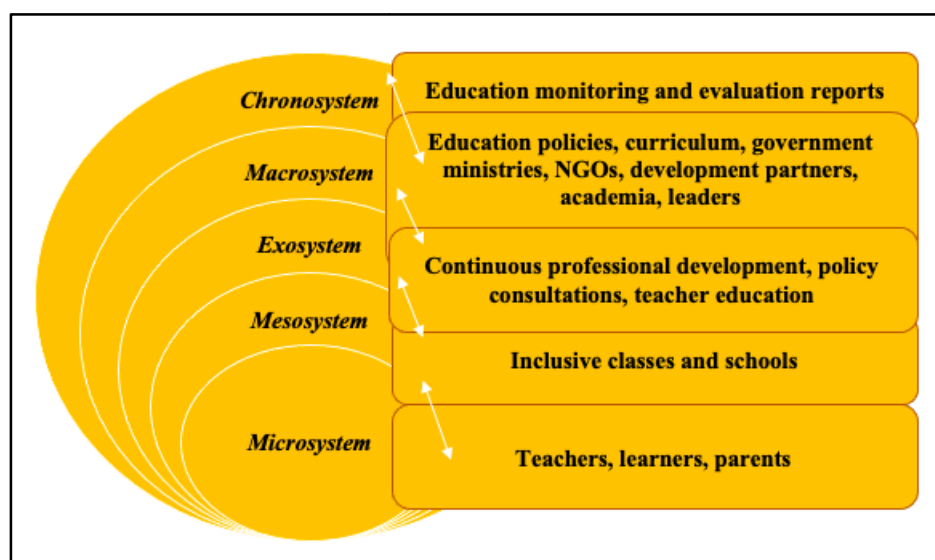 Chronosystem
Education monitoring and evaluation reports
Macrosystem
Education policies, curriculum, government
ministries, NGOs, development partners,
academia, leaders
Exosystem
Continuous professional development, policy
consultations, teacher education
Mesosystem
Inclusive classes and schools
Microsystem
Teachers, learners, parents